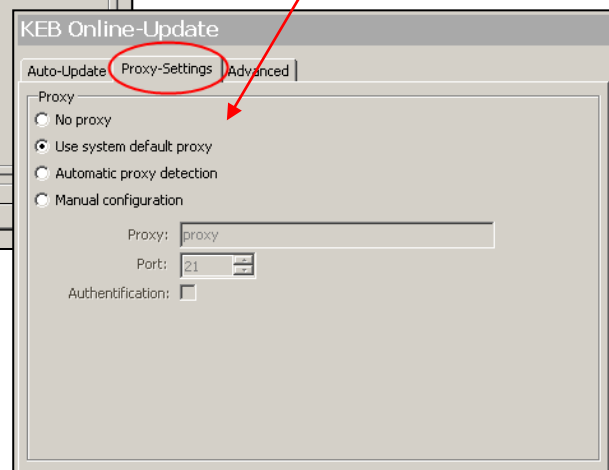 KEB Online-Update
Auto-Update Proxy-Settings Advanced
Proxy
No proxy
Use system default proxy
Automatic proxy detection
Manual configuration
Proxy: proxy
Port: 21
Authentification: